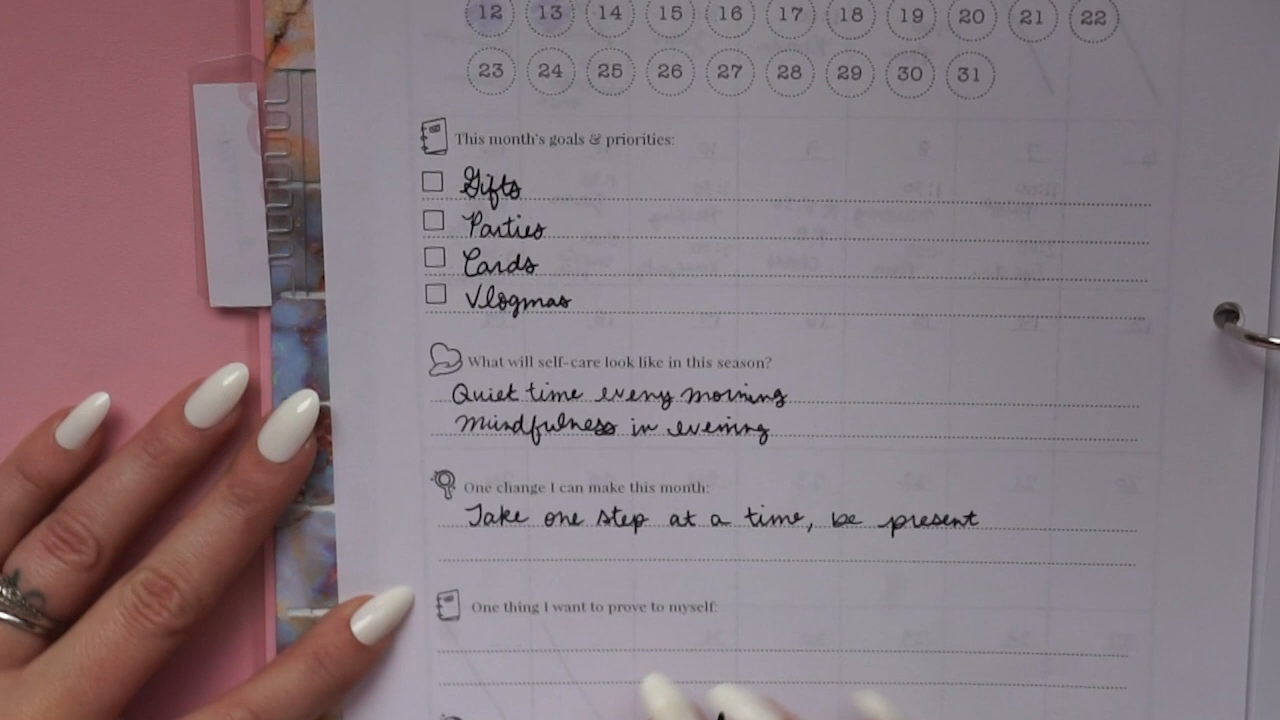 12 13 14 15 16 17 18 19 20 21 22
23 24 25 26 27 28 29 30 31
This month's goals & priorities:
Gifts
Parties
Cards
Vlogmas
What will self-care look like in this season?
Quiet time every morning
Mindfulness in evening
One change I can make this month:
Take one step at a time, be present
One thing I want to prove to myself: